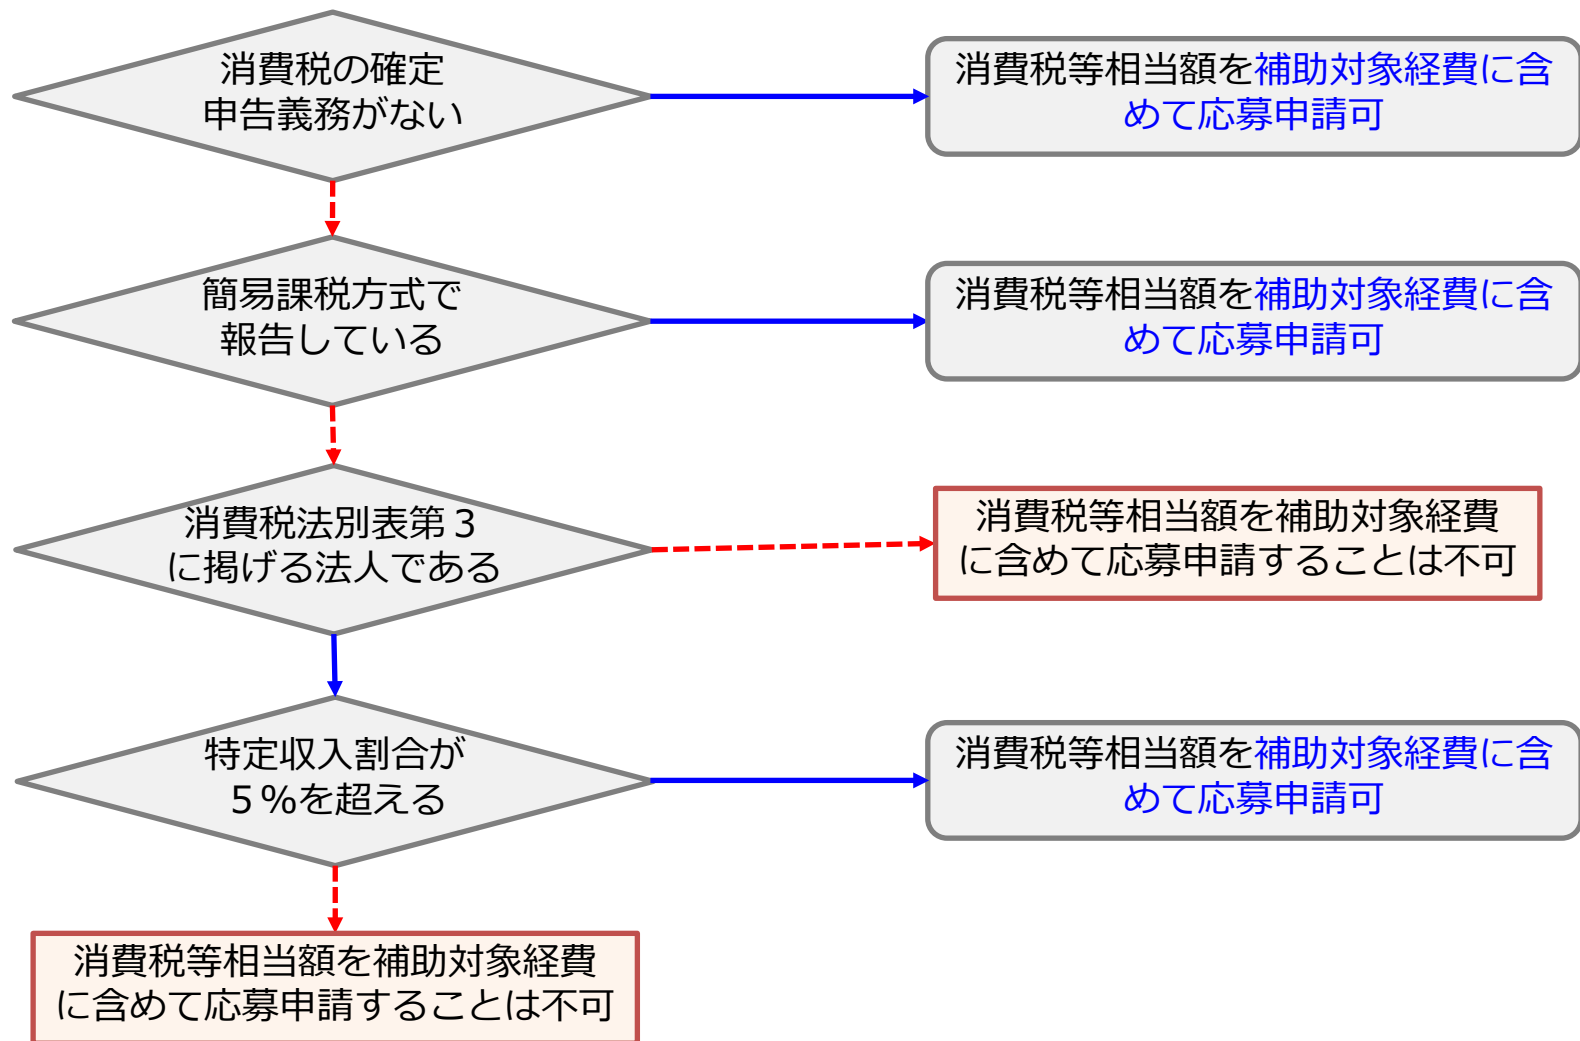 消費税の確定
申告義務がない
消費税等相当額を補助対象経費に含
めて応募申請可
簡易課税方式で
報告している
消費税等相当額を補助対象経費に含
めて応募申請可
消費税法別表第３
に掲げる法人である
消費税等相当額を補助対象経費
に含めて応募申請することは不可
特定収入割合が
５％を超える
消費税等相当額を補助対象経費に含
めて応募申請可
消費税等相当額を補助対象経費
に含めて応募申請することは不可